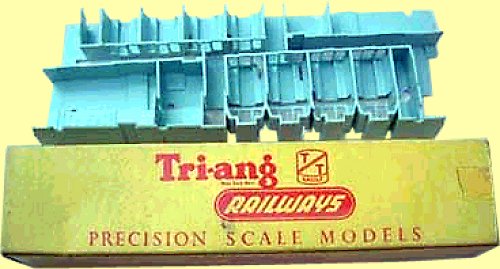 Tri-ang
T/T
RAILWAYS
PRECISION SCALE MODELS